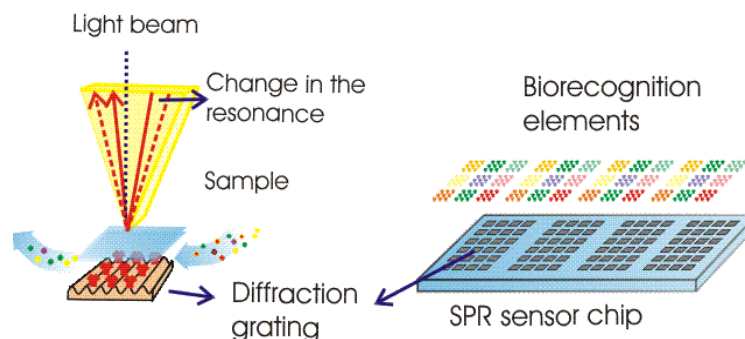 Light beam
Change in the
resonance
Sample
Biorecognition
elements
Diffraction
grating
SPR sensor chip